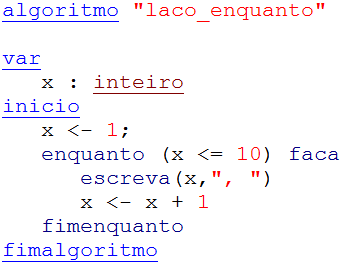 algoritmo "laco_enquanto"
var
x : inteiro
inicio
x <- 1;
enquanto (x <= 10) faca
escreva(x,", ")
x <- x + 1
fimenquanto
fimalgoritmo